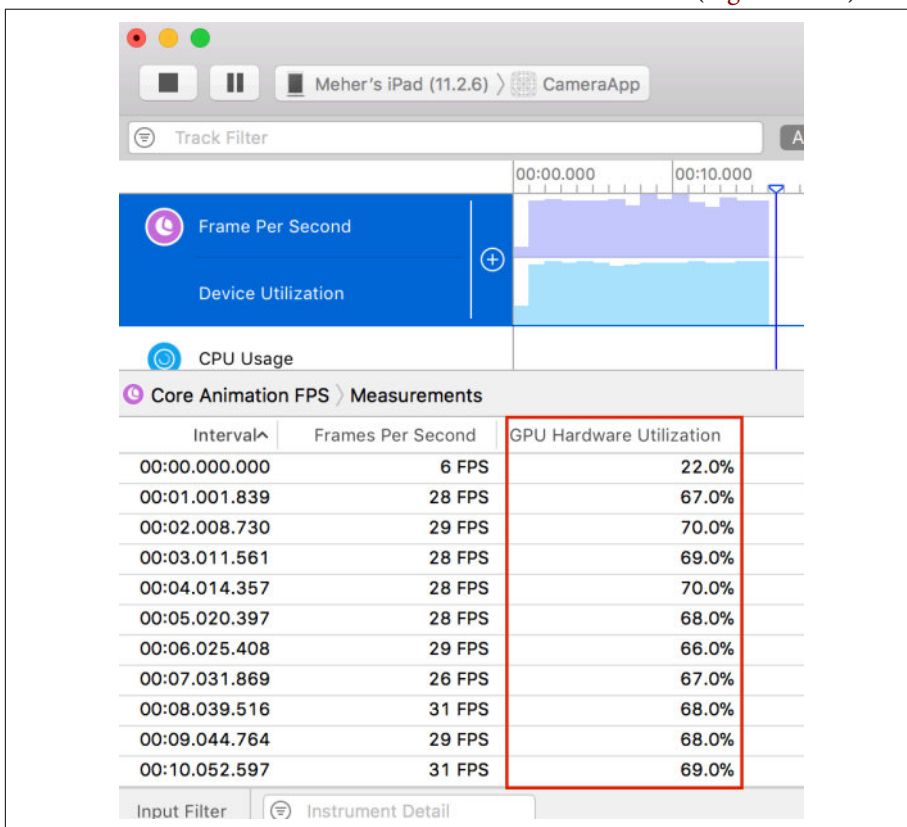 Meher's iPad (11.2.6) 〉 CameraApp
Track Filter
A
00:00.000 00:10.000
Frame Per Second
Device Utilization
CPU Usage
Core Animation FPS 〉 Measurements
Interval Frames Per Second GPU Hardware Utilization
00:00.000.000 6 FPS 22.0%
00:01.001.839 28 FPS 67.0%
00:02.008.730 29 FPS 70.0%
00:03.011.561 28 FPS 69.0%
00:04.014.357 28 FPS 70.0%
00:05.020.397 28 FPS 68.0%
00:06.025.408 29 FPS 66.0%
00:07.031.869 26 FPS 67.0%
00:08.039.516 31 FPS 68.0%
00:09.044.764 29 FPS 68.0%
00:10.052.597 31 FPS 69.0%
Input Filter Instrument Detail